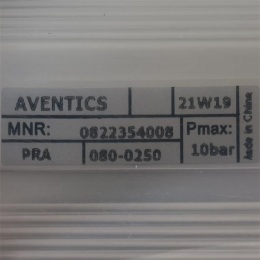 AVENTICS 21W19
MNR: 0822354008 Pmax:
PRA 080-0250 10bar
Made in China